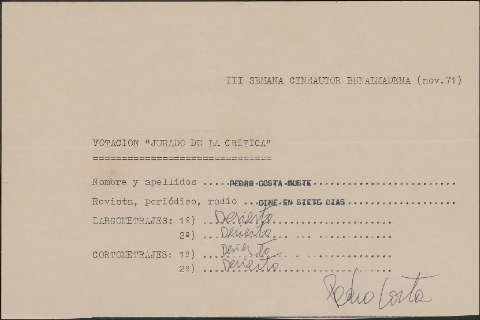 III SEMANA CINEAUTOR BENALMADENA (nov.71)
VOTACION "JURADO DE LA CRÍTICA"
==============================
Nombre y apellidos ....PEDRO COSTA MUSTE....................
Revista, periódico, radio ...CINE EN SIETE DIAS....................
LARGOMETRAJES: 1º) ...Desierto....................
2º) ...Desierto....................
CORTOMETRAJES: 1º) ...Desierto....................
2º) ...Desierto....................
Pedro Costa